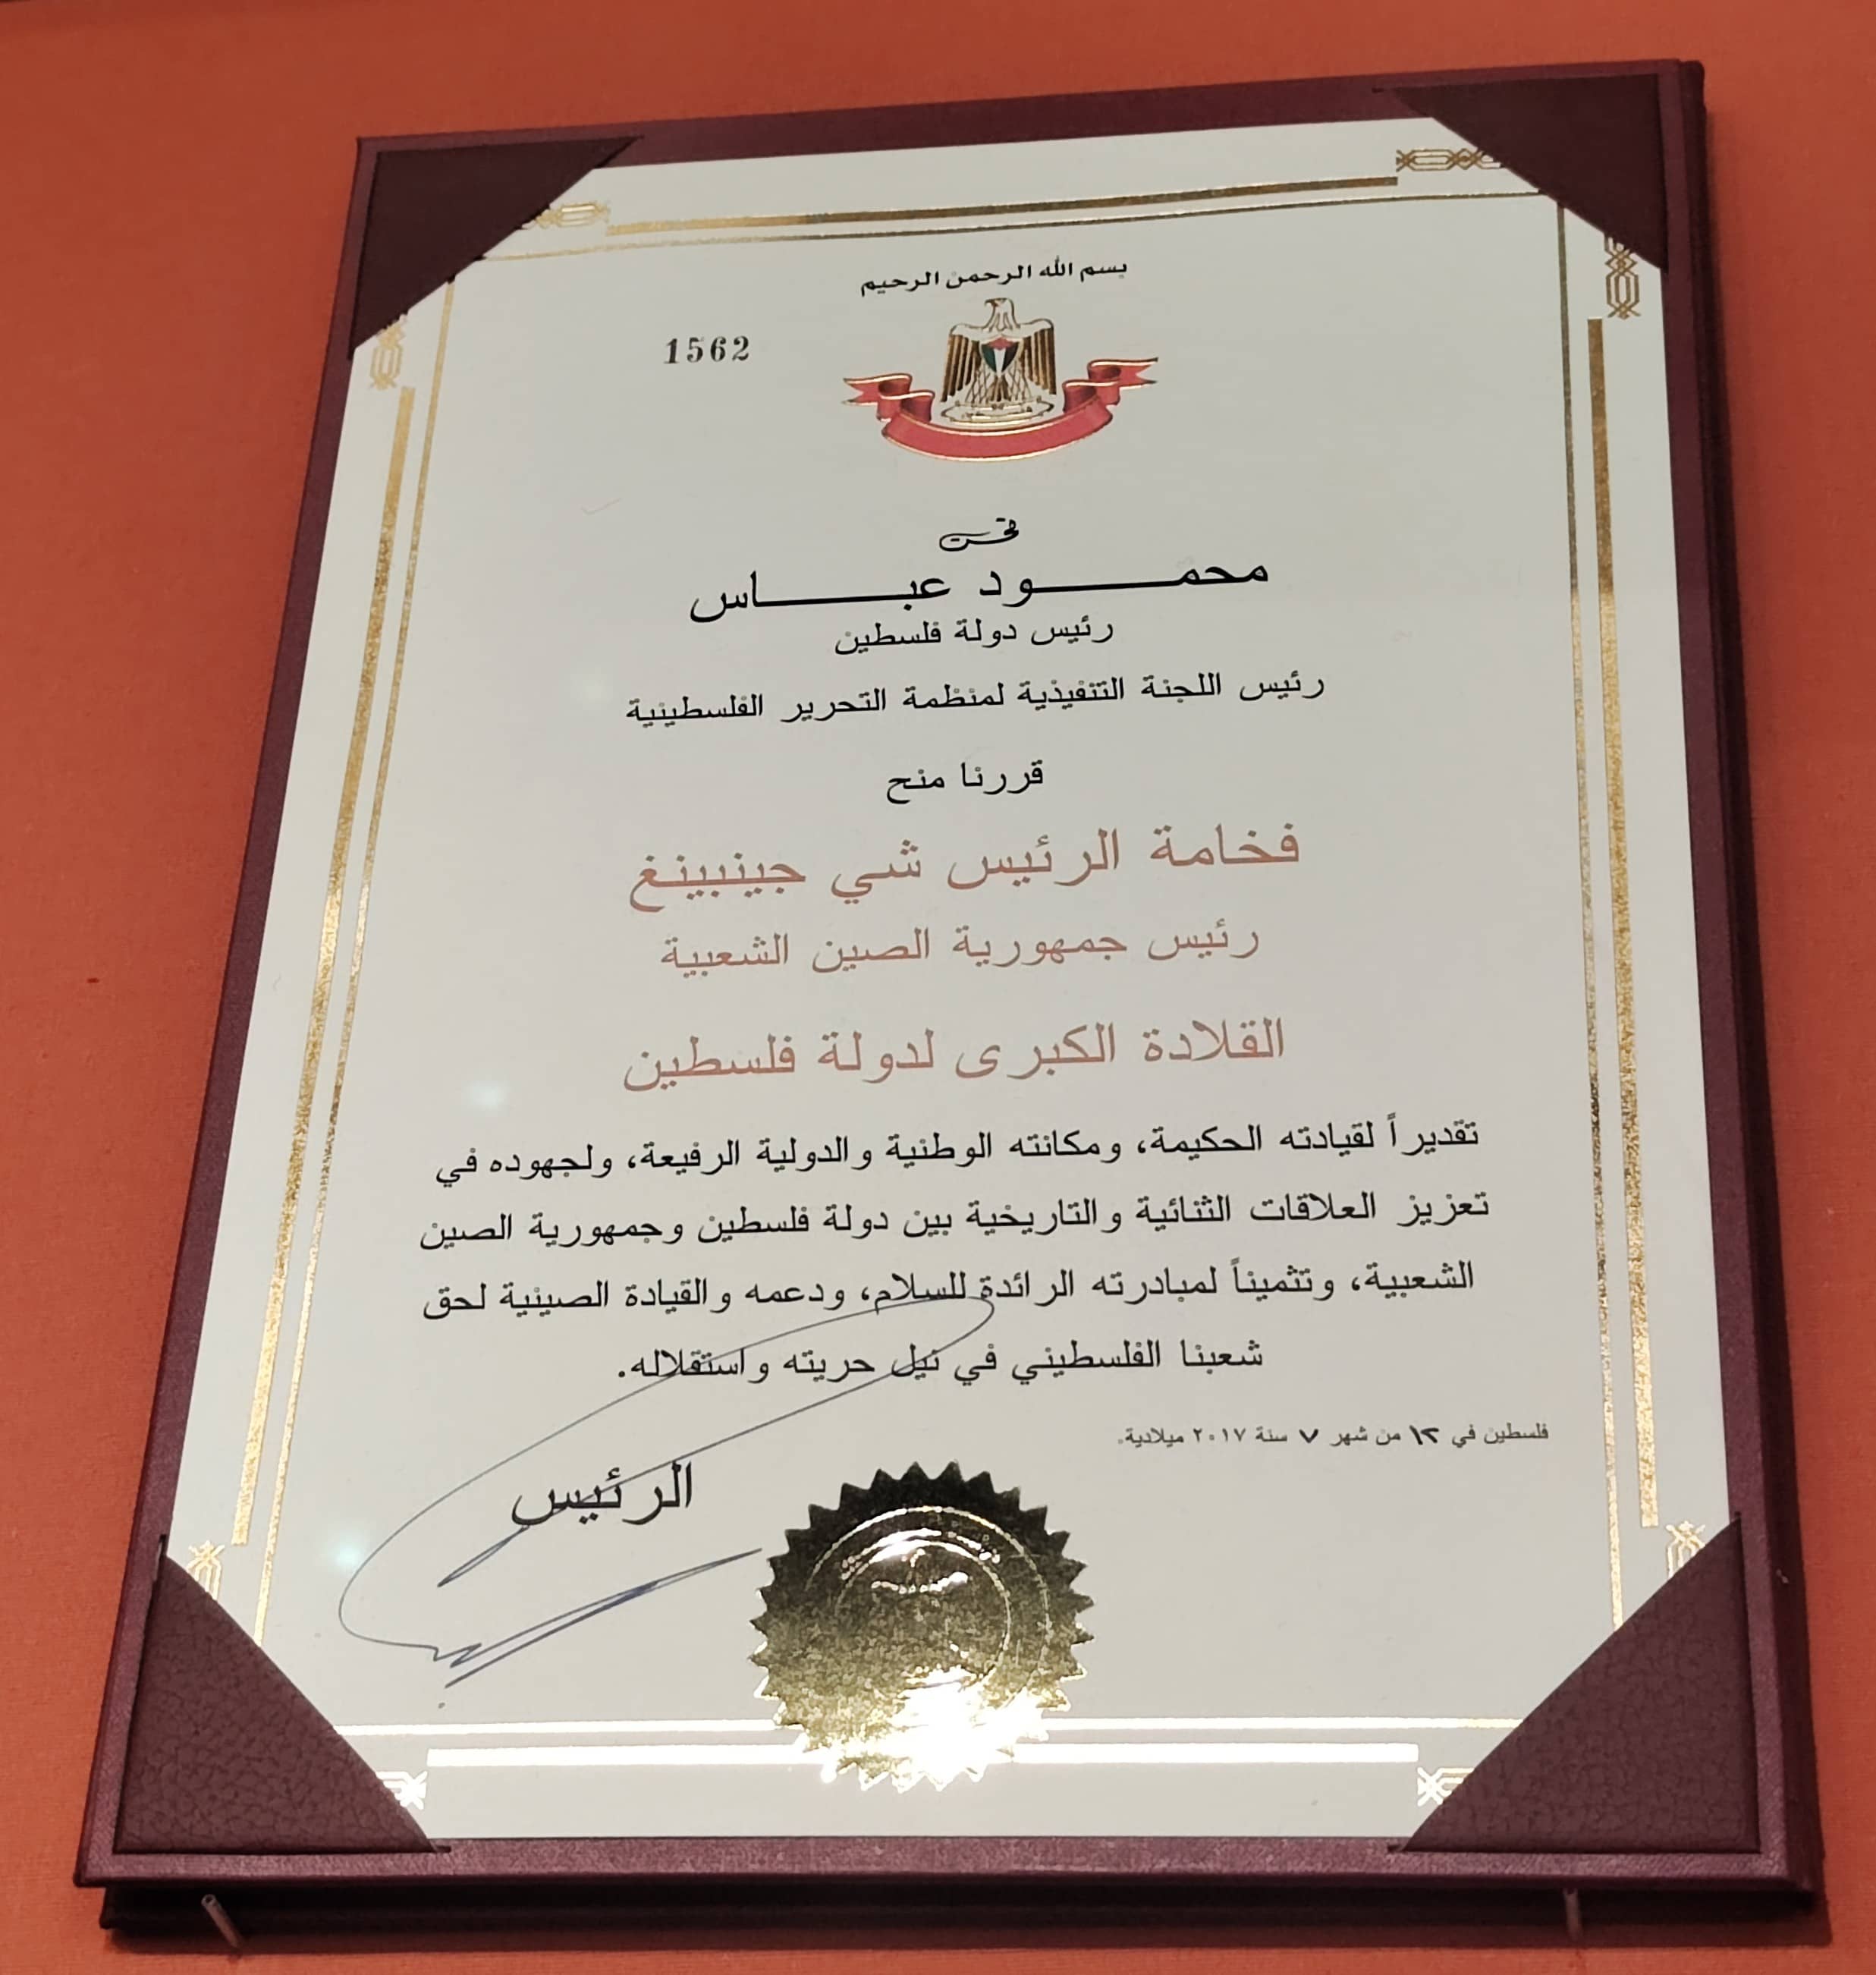 بسم الله الرحمن الرحيم
1562
نحن
محمـــود عبـــاس
رئيس دولة فلسطين
رئيس اللجنة التنفيذية لمنظمة التحرير الفلسطينية
قررنا منح
فخامة الرئيس شي جينبينغ
رئيس جمهورية الصين الشعبية
القلادة الكبرى لدولة فلسطين
تقديراً لقيادته الحكيمة، ومكانته الوطنية والدولية الرفيعة، ولجهوده في
تعزيز العلاقات الثنائية والتاريخية بين دولة فلسطين وجمهورية الصين
الشعبية، وتثميناً لمبادرته الرائدة للسلام، ودعمه والقيادة الصينية لحق
شعبنا الفلسطيني في نيل حريته واستقلاله.
فلسطين في ١٢ من شهر ٧ سنة ٢٠١٧ ميلادية.
الرئيس